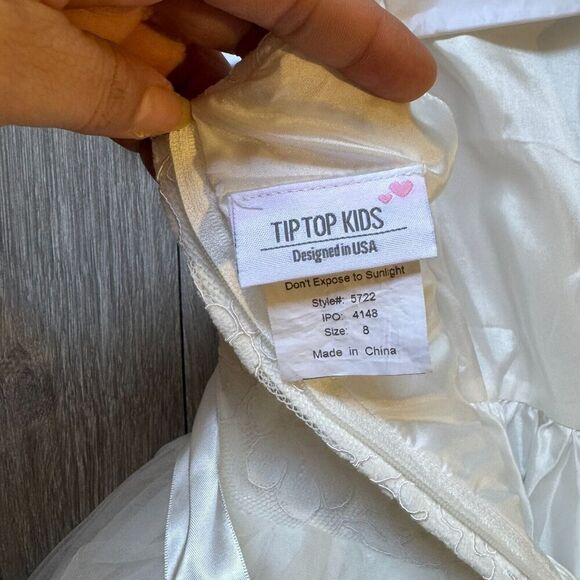 TIP TOP KIDS
Designed in USA
Don't Expose to Sunlight
Style#: 5722
IPO: 4148
Size: 8
Made in China